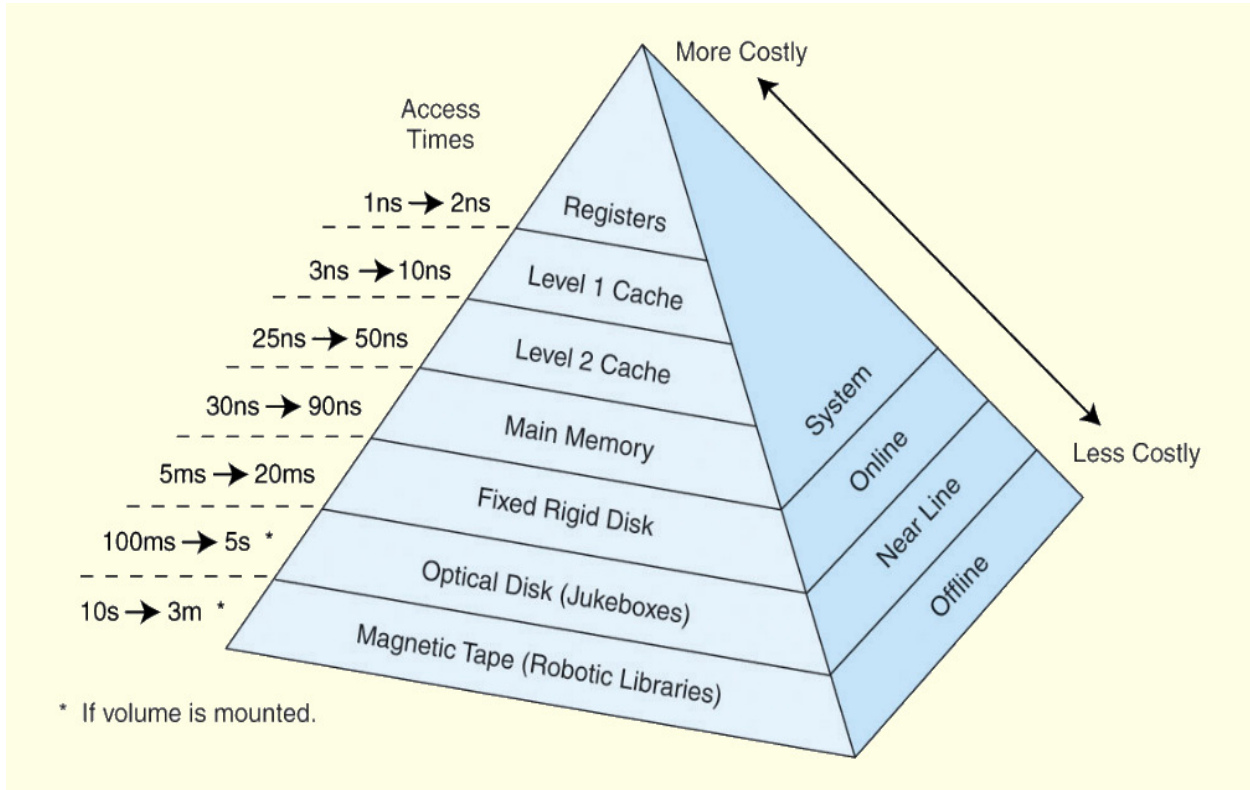 More Costly
Access
Times
1ns → 2ns
Registers
3ns → 10ns
Level 1 Cache
25ns → 50ns
Level 2 Cache
30ns → 90ns
Main Memory
5ms → 20ms
Fixed Rigid Disk
100ms → 5s *
Optical Disk (Jukeboxes)
10s → 3m *
Magnetic Tape (Robotic Libraries)
System
Online
Near Line
Offline
Less Costly
* If volume is mounted.